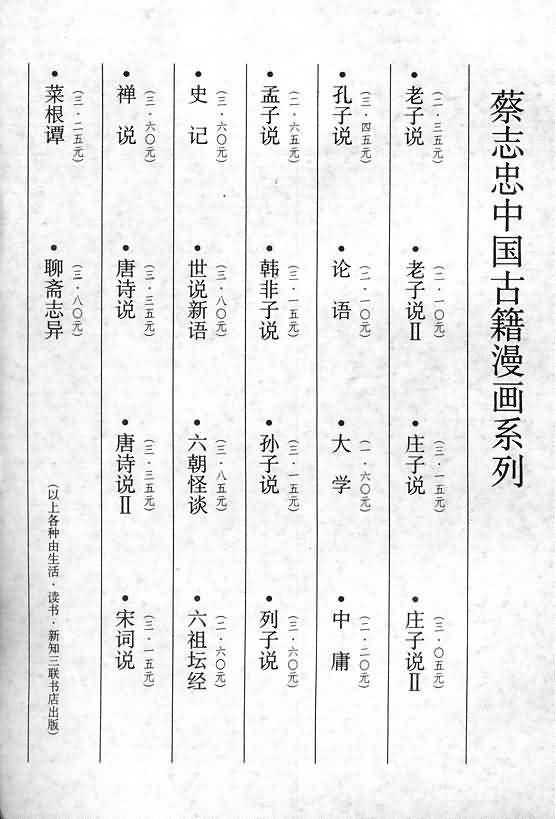 蔡志忠中国古籍漫画系列
•老子说(二·三五元)
•老子说Ⅱ(二·一〇元)
•庄子说(三·一五元)
•庄子说Ⅱ(三·〇五元)
•孔子说(三·四五元)
•论语(二·一〇元)
•大学(一·六〇元)
•中庸(二·二〇元)
•孟子说(二·六五元)
•韩非子说(三·一五元)
•孙子说(三·一五元)
•列子说(三·六〇元)
•史记(三·六〇元)
•世说新语(三·八〇元)
•六朝怪谈(三·八五元)
•六祖坛经(二·六〇元)
•禅说(三·六〇元)
•唐诗说(三·三五元)
•唐诗说Ⅱ(三·三五元)
•宋词说(三·一五元)
•菜根谭(三·二五元)
•聊斋志异(三·八〇元)
(以上各种由生活·读书·新知三联书店出版)